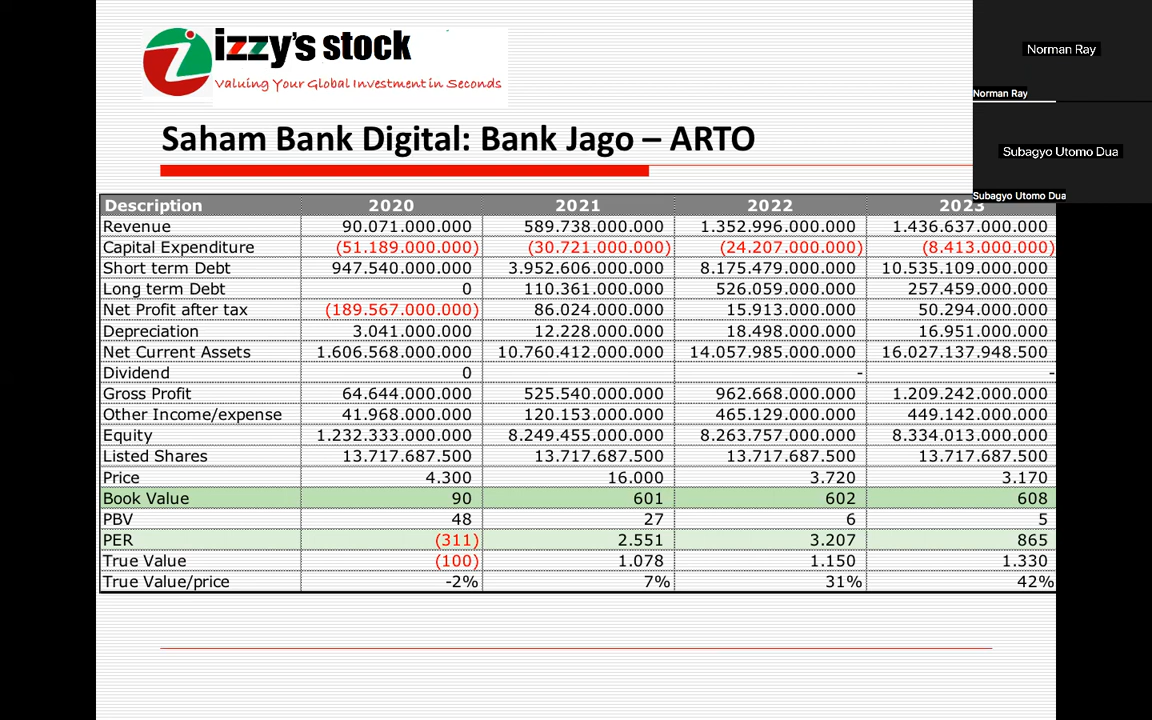 izzy's stock
Valuing Your Global Investment in Seconds
Norman Ray
Norman Ray
Subagyo Utomo Dua
Subagyo Utomo Dua
Saham Bank Digital: Bank Jago – ARTO
Description 2020 2021 2022 2023
Revenue 90.071.000.000 589.738.000.000 1.352.996.000.000 1.436.637.000.000
Capital Expenditure (51.189.000.000) (30.721.000.000) (24.207.000.000) (8.413.000.000)
Short term Debt 947.540.000.000 3.952.606.000.000 8.175.479.000.000 10.535.109.000.000
Long term Debt 0 110.361.000.000 526.059.000.000 257.459.000.000
Net Profit after tax (189.567.000.000) 86.024.000.000 15.913.000.000 50.294.000.000
Depreciation 3.041.000.000 12.228.000.000 18.498.000.000 16.951.000.000
Net Current Assets 1.606.568.000.000 10.760.412.000.000 14.057.985.000.000 16.027.137.948.500
Dividend 0 - -
Gross Profit 64.644.000.000 525.540.000.000 962.668.000.000 1.209.242.000.000
Other Income/expense 41.968.000.000 120.153.000.000 465.129.000.000 449.142.000.000
Equity 1.232.333.000.000 8.249.455.000.000 8.263.757.000.000 8.334.013.000.000
Listed Shares 13.717.687.500 13.717.687.500 13.717.687.500 13.717.687.500
Price 4.300 16.000 3.720 3.170
Book Value 90 601 602 608
PBV 48 27 6 5
PER (311) 2.551 3.207 865
True Value (100) 1.078 1.150 1.330
True Value/price -2% 7% 31% 42%